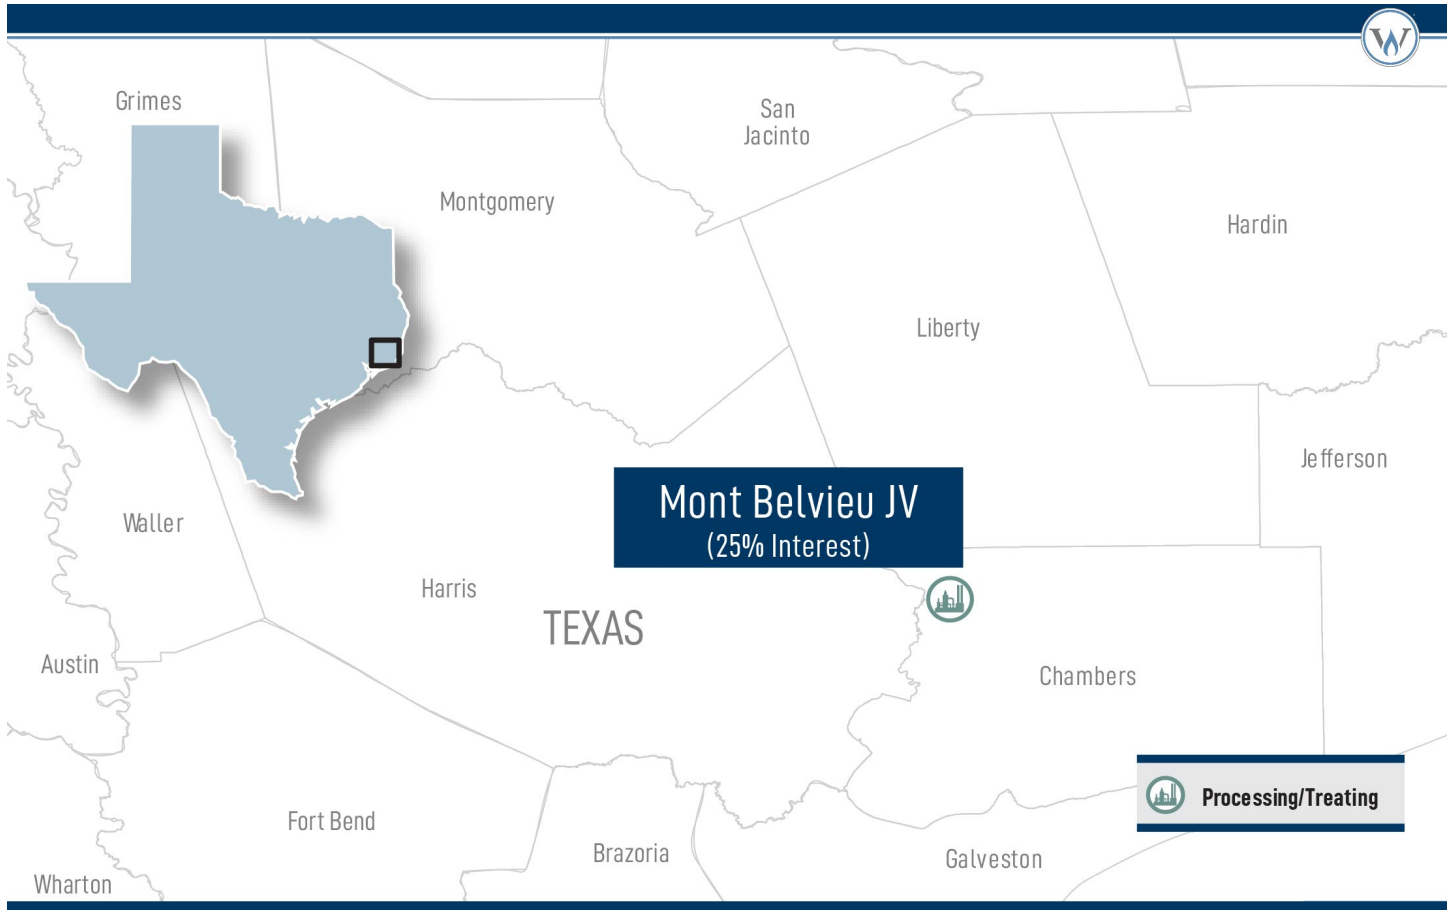 W
Grimes
San
Jacinto
Montgomery
Hardin
Liberty
Jefferson
Mont Belvieu JV
(25% Interest)
Waller
Harris
TEXAS
Austin
Chambers
Processing/Treating
Fort Bend
Brazoria
Galveston
Wharton